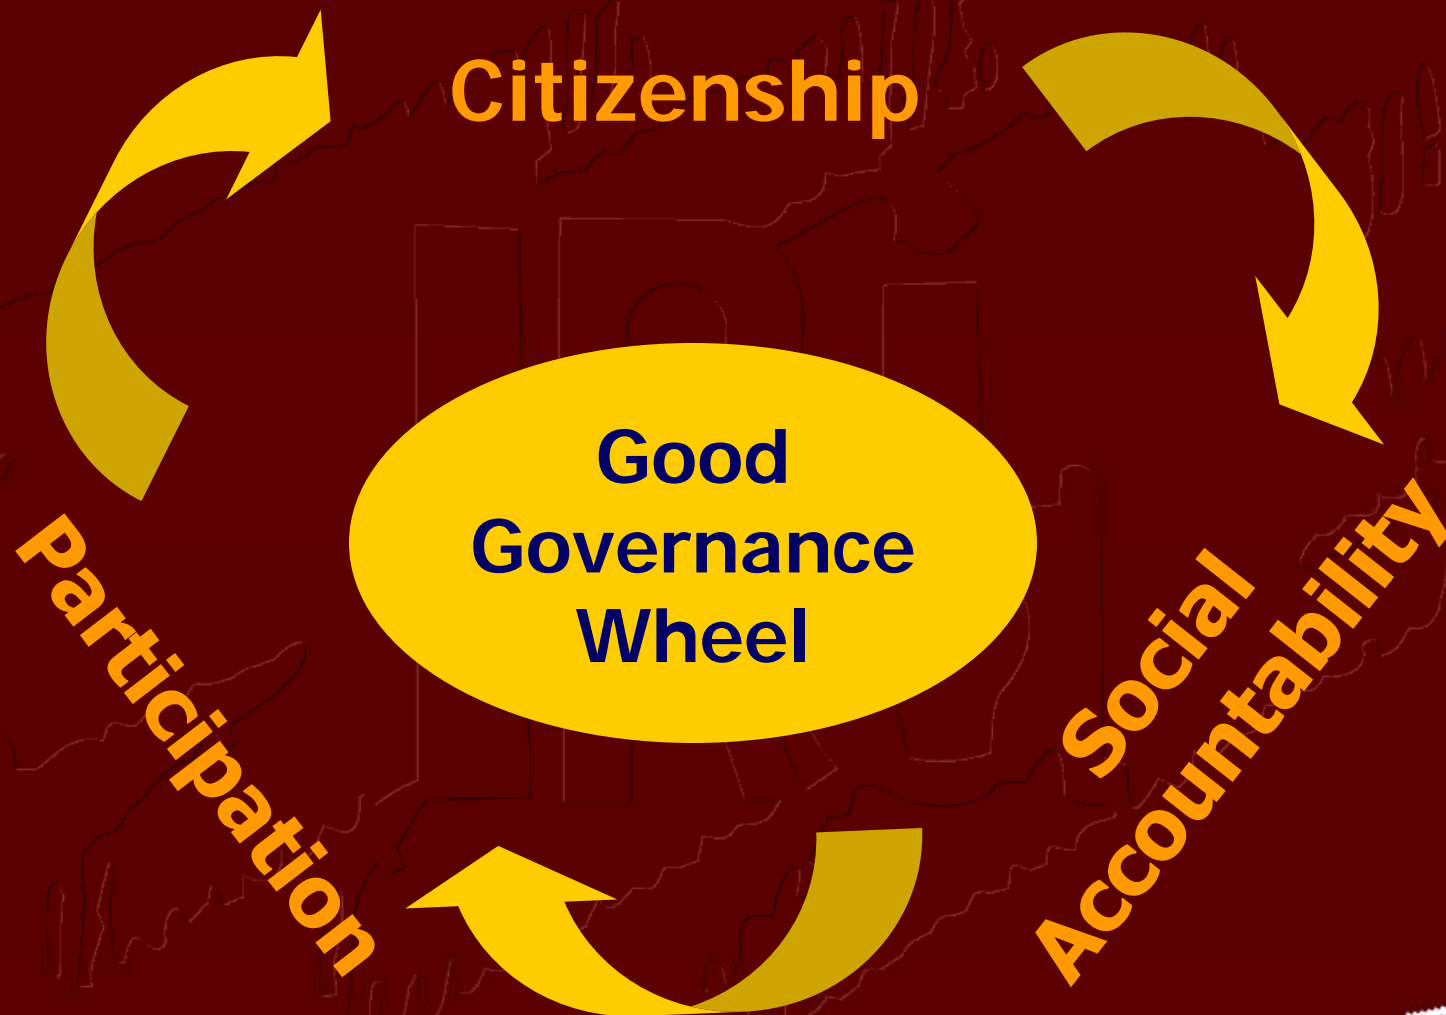 Citizenship
Good
Governance
Wheel
Social
Accountability
Participation